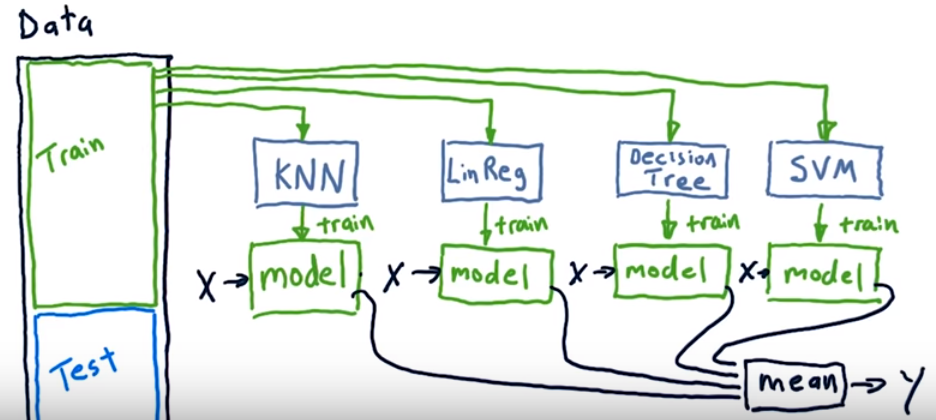 Data
Train
KNN
LinReg
Decision
Tree
SVM
train
train
train
train
X
model
X
model
X
model
X
model
Test
mean
Y